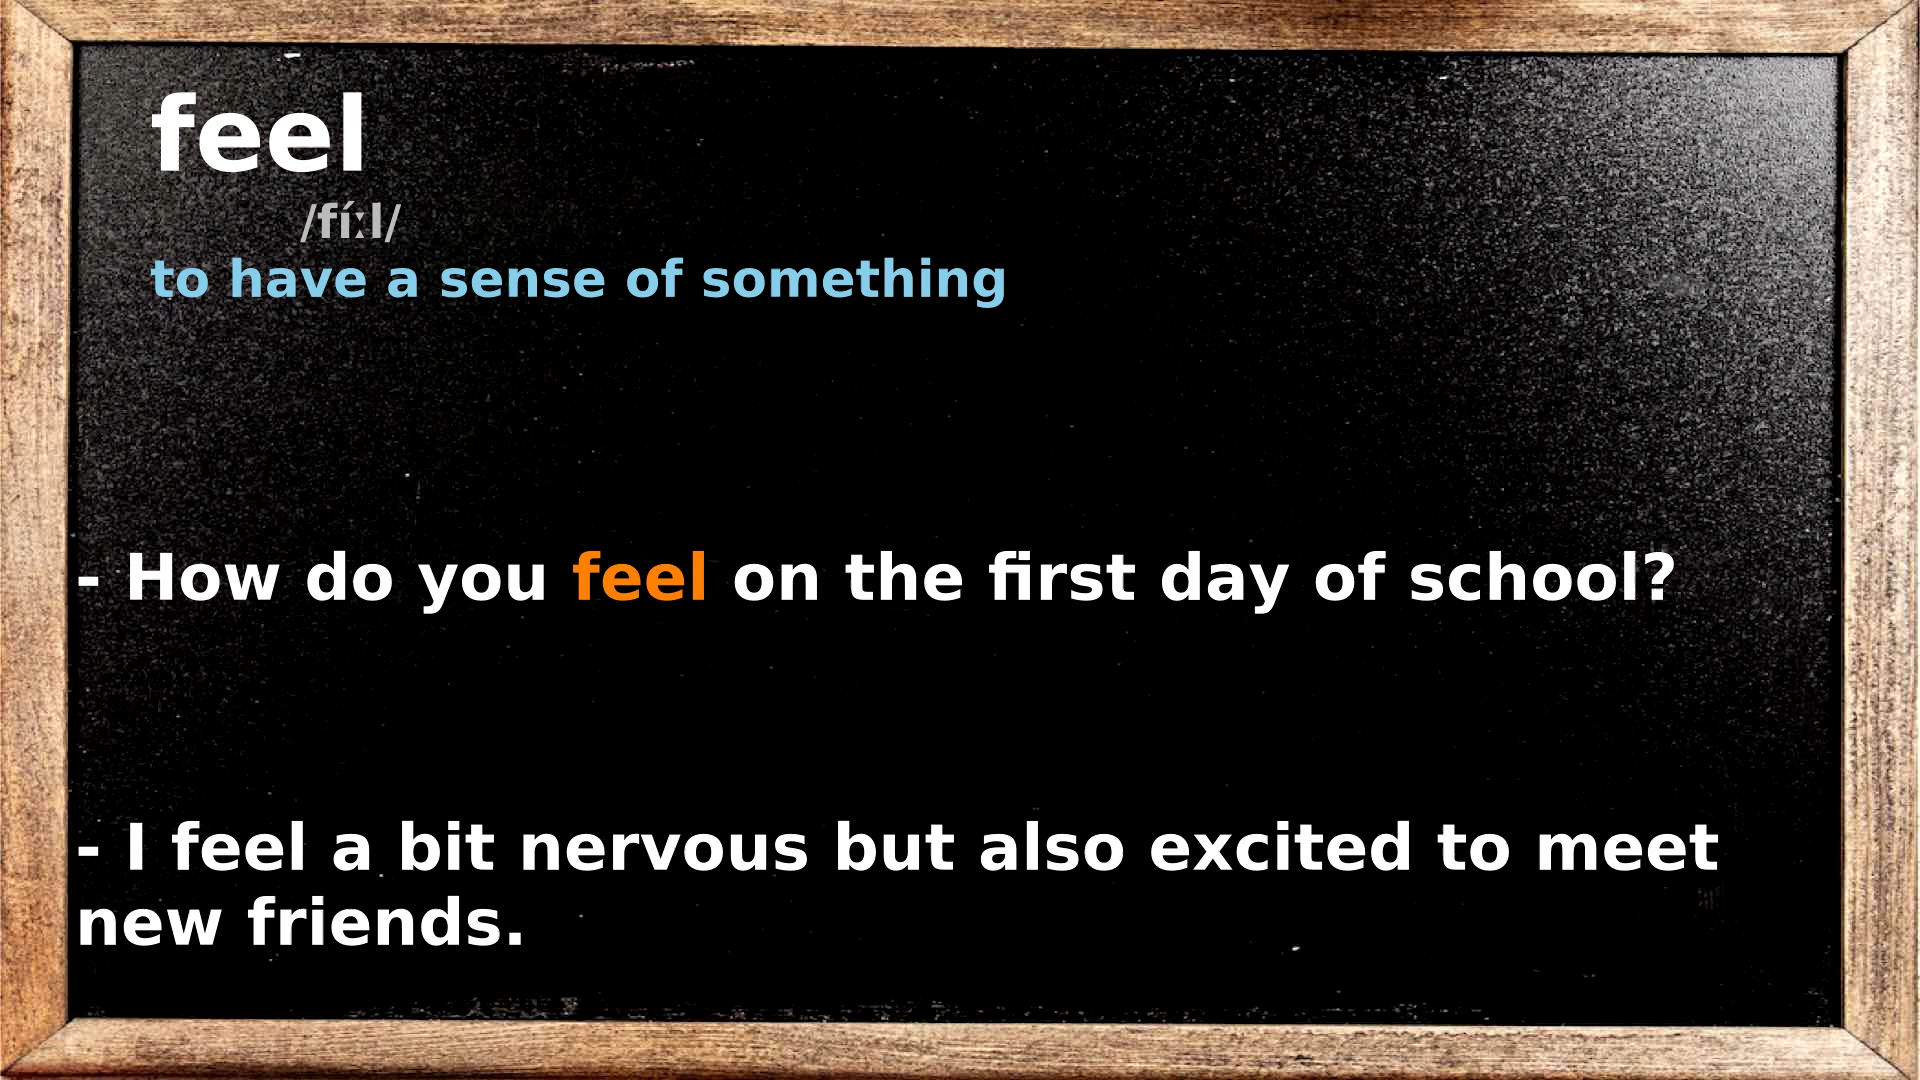 feel
/fíːl/
to have a sense of something
- How do you feel on the first day of school?
- I feel a bit nervous but also excited to meet
new friends.